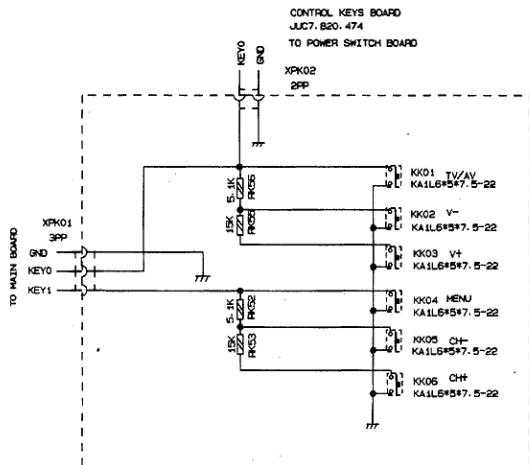 CONTROL KEYS BOARD
JUC7.820.474
TO POWER SWITCH BOARD
KEY0
GND
XPK02
2PP
KK01 TV/AV
KA1L6*5*7.5-22
5.1K
RK56
KK02 V-
KA1L6*5*7.5-22
15K
RK55
XPK01
3PP
KK03 V+
KA1L6*5*7.5-22
TO MAIN BOARD
GND
KEY0
KEY1
KK04 MENU
KA1L6*5*7.5-22
5.1K
RK52
KK05 CH-
KA1L6*5*7.5-22
15K
RK53
KK06 CH+
KA1L6*5*7.5-22